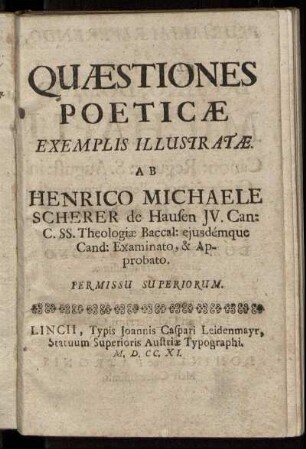 QUÆSTIONES
POETICÆ
EXEMPLIS ILLUSTRATÆ.
AB
HENRICO MICHAELE
SCHERER de Hausen JV. Can:
C. SS. Theologiæ Baccal: ejusdémque
Cand: Examinato, & Ap-
probato.
PERMISSU SUPERIORUM.
LINCII, Typis Joannis Caspari Leidenmayr,
Statuum Superioris Austriæ Typographi.
M. D. CC. XI.